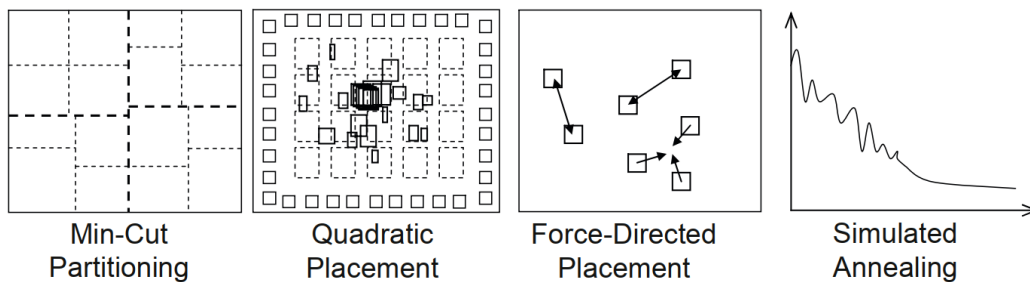 Min-Cut
Partitioning
Quadratic
Placement
Force-Directed
Placement
Simulated
Annealing